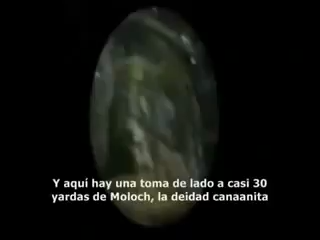 Y aquí hay una toma de lado a casi 30
yardas de Moloch, la deidad canaanita